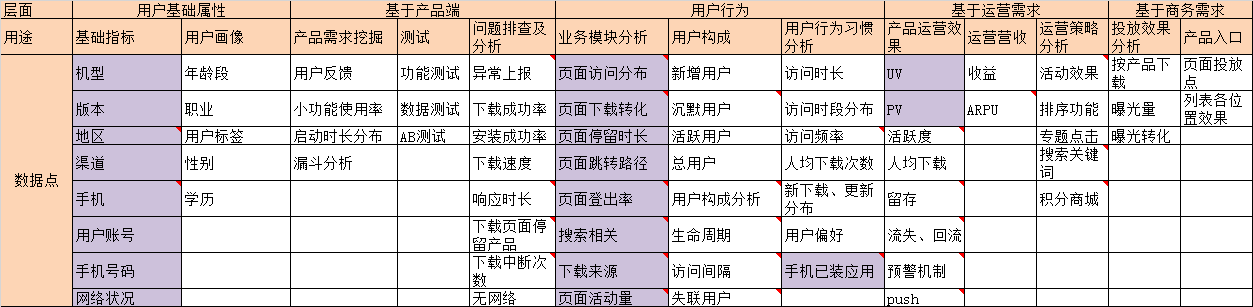 层面 用户基础属性 基于产品端 用户行为 基于运营需求 基于商务需求
用途 基础指标 用户画像 产品需求挖掘 测试 问题排查及分析 业务模块分析 用户构成 用户行为习惯分析 产品运营效果 运营营收 运营策略分析 投放效果分析 产品入口
数据点 机型 年龄段 用户反馈 功能测试 异常上报 页面访问分布 新增用户 访问时长 UV 收益 活动效果 按产品下载 页面投放点
版本 职业 小功能使用率 数据测试 下载成功率 页面下载转化 沉默用户 访问时段分布 PV ARPU 排序功能 曝光量 列表各位置效果
地区 用户标签 启动时长分布 AB测试 安装成功率 页面停留时长 活跃用户 访问频率 活跃度 专题点击 曝光转化
渠道 性别 漏斗分析 下载速度 页面跳转路径 总用户 人均下载次数 人均下载 搜索关键词
手机 学历 响应时长 页面登出率 用户构成分析 新下载、更新分布 留存 积分商城
用户账号 下载页面停留产品 搜索相关 生命周期 用户偏好 流失、回流
手机号码 下载中断次数 下载来源 访问间隔 手机已装应用 预警机制
网络状况 无网络 页面活动量 失联用户 push